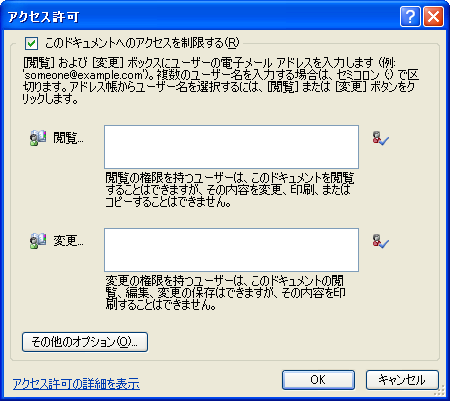 アクセス許可
このドキュメントへのアクセスを制限する(R)
[閲覧] および [変更] ボックスにユーザーの電子メール アドレスを入力します (例:
'someone@example.com')。複数のユーザー名を入力する場合は、セミコロン (;) で区
切ります。アドレス帳からユーザー名を選択するには、[閲覧] または [変更] ボタンをク
リックします。
閲覧...
閲覧の権限を持つユーザーは、このドキュメントを閲覧
することはできますが、その内容を変更、印刷、または
コピーすることはできません。
変更...
変更の権限を持つユーザーは、このドキュメントの閲
覧、編集、変更の保存はできますが、その内容を印
刷することはできません。
その他のオプション(O)...
アクセス許可の詳細を表示
OK
キャンセル